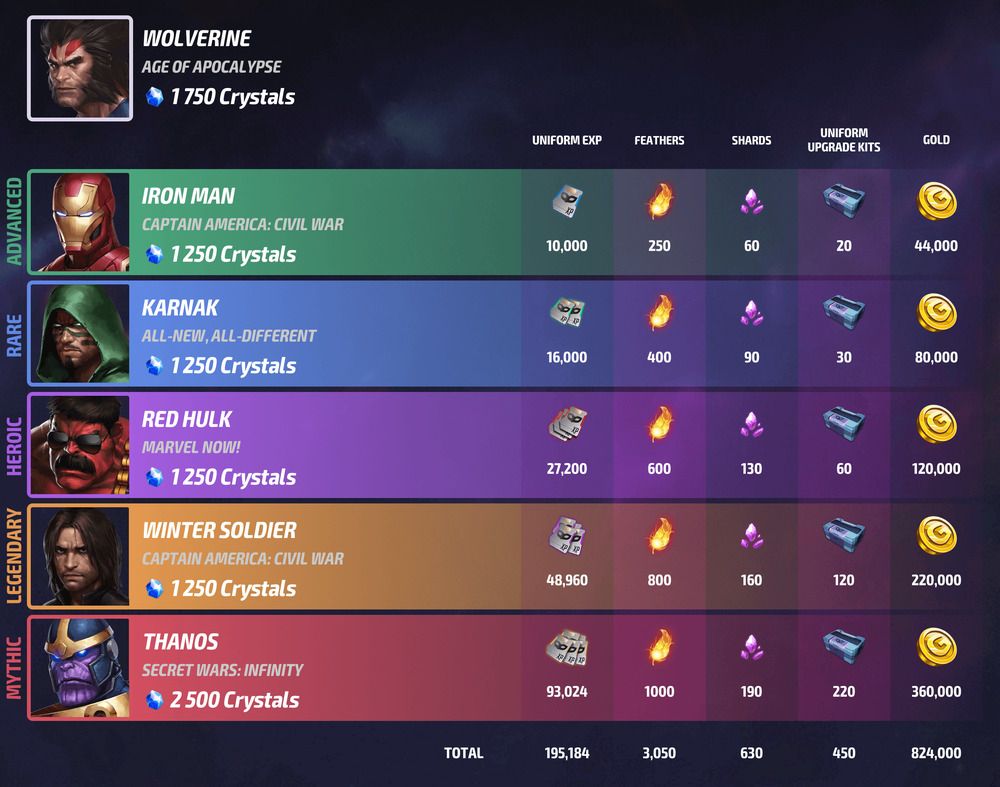 WOLVERINE
AGE OF APOCALYPSE
1 750 Crystals
UNIFORM EXP FEATHERS SHARDS UNIFORM UPGRADE KITS GOLD
ADVANCED
IRON MAN
CAPTAIN AMERICA: CIVIL WAR
1 250 Crystals
10,000 250 60 20 44,000
RARE
KARNAK
ALL-NEW, ALL-DIFFERENT
1 250 Crystals
16,000 400 90 30 80,000
HEROIC
RED HULK
MARVEL NOW!
1 250 Crystals
27,200 600 130 60 120,000
LEGENDARY
WINTER SOLDIER
CAPTAIN AMERICA: CIVIL WAR
1 250 Crystals
48,960 800 160 120 220,000
MYTHIC
THANOS
SECRET WARS: INFINITY
2 500 Crystals
93,024 1000 190 220 360,000
TOTAL 195,184 3,050 630 450 824,000